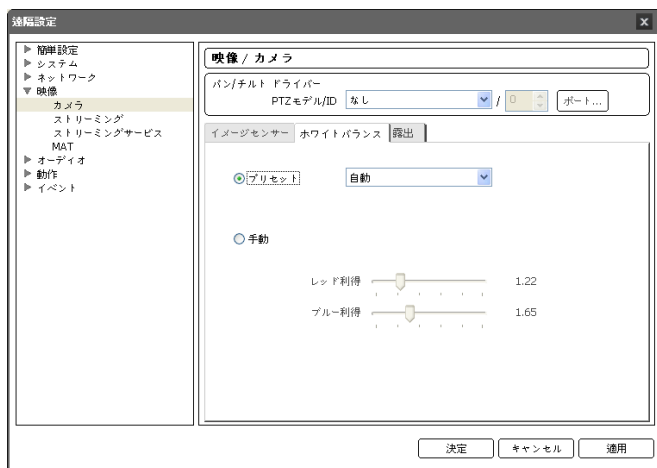 遠隔設定
簡単設定
システム
ネットワーク
映像
カメラ
ストリーミング
ストリーミングサービス
MAT
オーディオ
動作
イベント
映像 / カメラ
パン/チルト ドライバー
PTZモデル/ID なし / 0 ポート...
イメージセンサー ホワイトバランス 露出
プリセット 自動
手動
レッド利得 1.22
ブルー利得 1.65
決定 キャンセル 適用